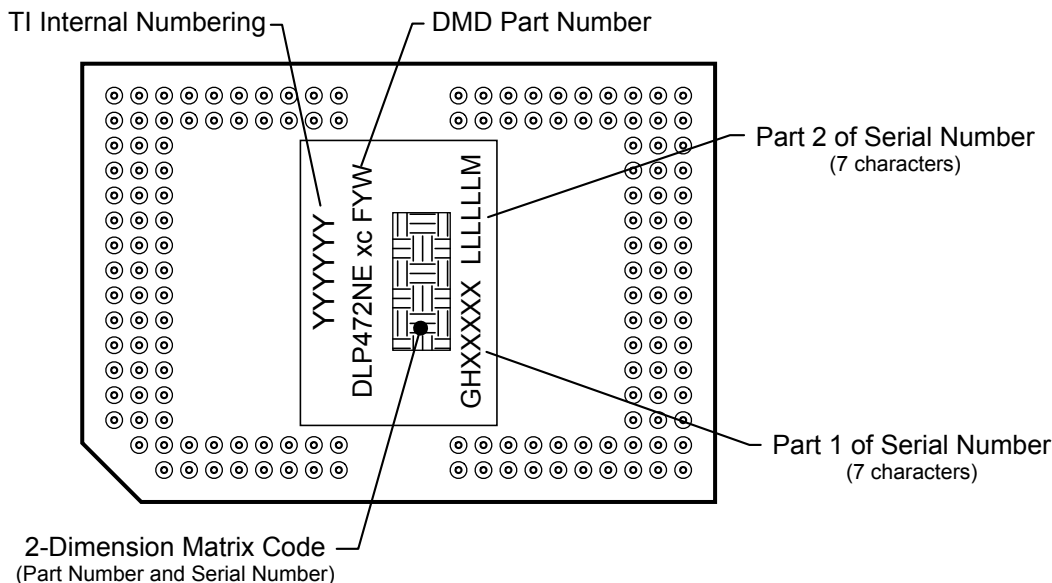 TI Internal Numbering
DMD Part Number
Part 2 of Serial Number
(7 characters)
YYYYYYY
DLP472NE xc FYW
GHXXXXX LLLLLLM
Part 1 of Serial Number
(7 characters)
2-Dimension Matrix Code
(Part Number and Serial Number)